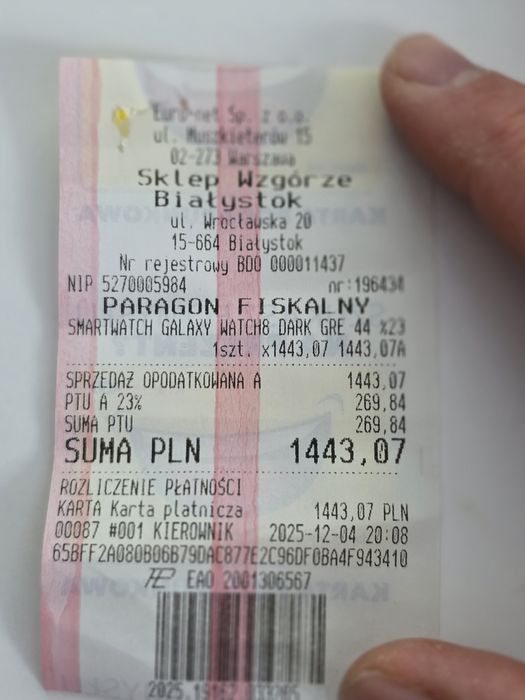 Euro-net Sp. z o.o.
ul. Muszkieterów 15
02-273 Warszawa
Sklep Wzgórze
Białystok
ul. Wrocławska 20
15-664 Białystok
Nr rejestrowy BDO 000011437
NIP 5270005984 nr:196434
PARAGON FISKALNY
SMARTWATCH GALAXY WATCH8 DARK GRE 44 %23
1szt. x1443,07 1443,07A
SPRZEDAŻ OPODATKOWANA A 1443,07
PTU A 23% 269,84
SUMA PTU 269,84
SUMA PLN 1443,07
ROZLICZENIE PŁATNOŚCI
KARTA Karta płatnicza 1443,07 PLN
00087 #001 KIEROWNIK 2025-12-04 20:08
65BFF2A080B06B79DAC877E2C96DF0BA4F943410
EAO 2001306567